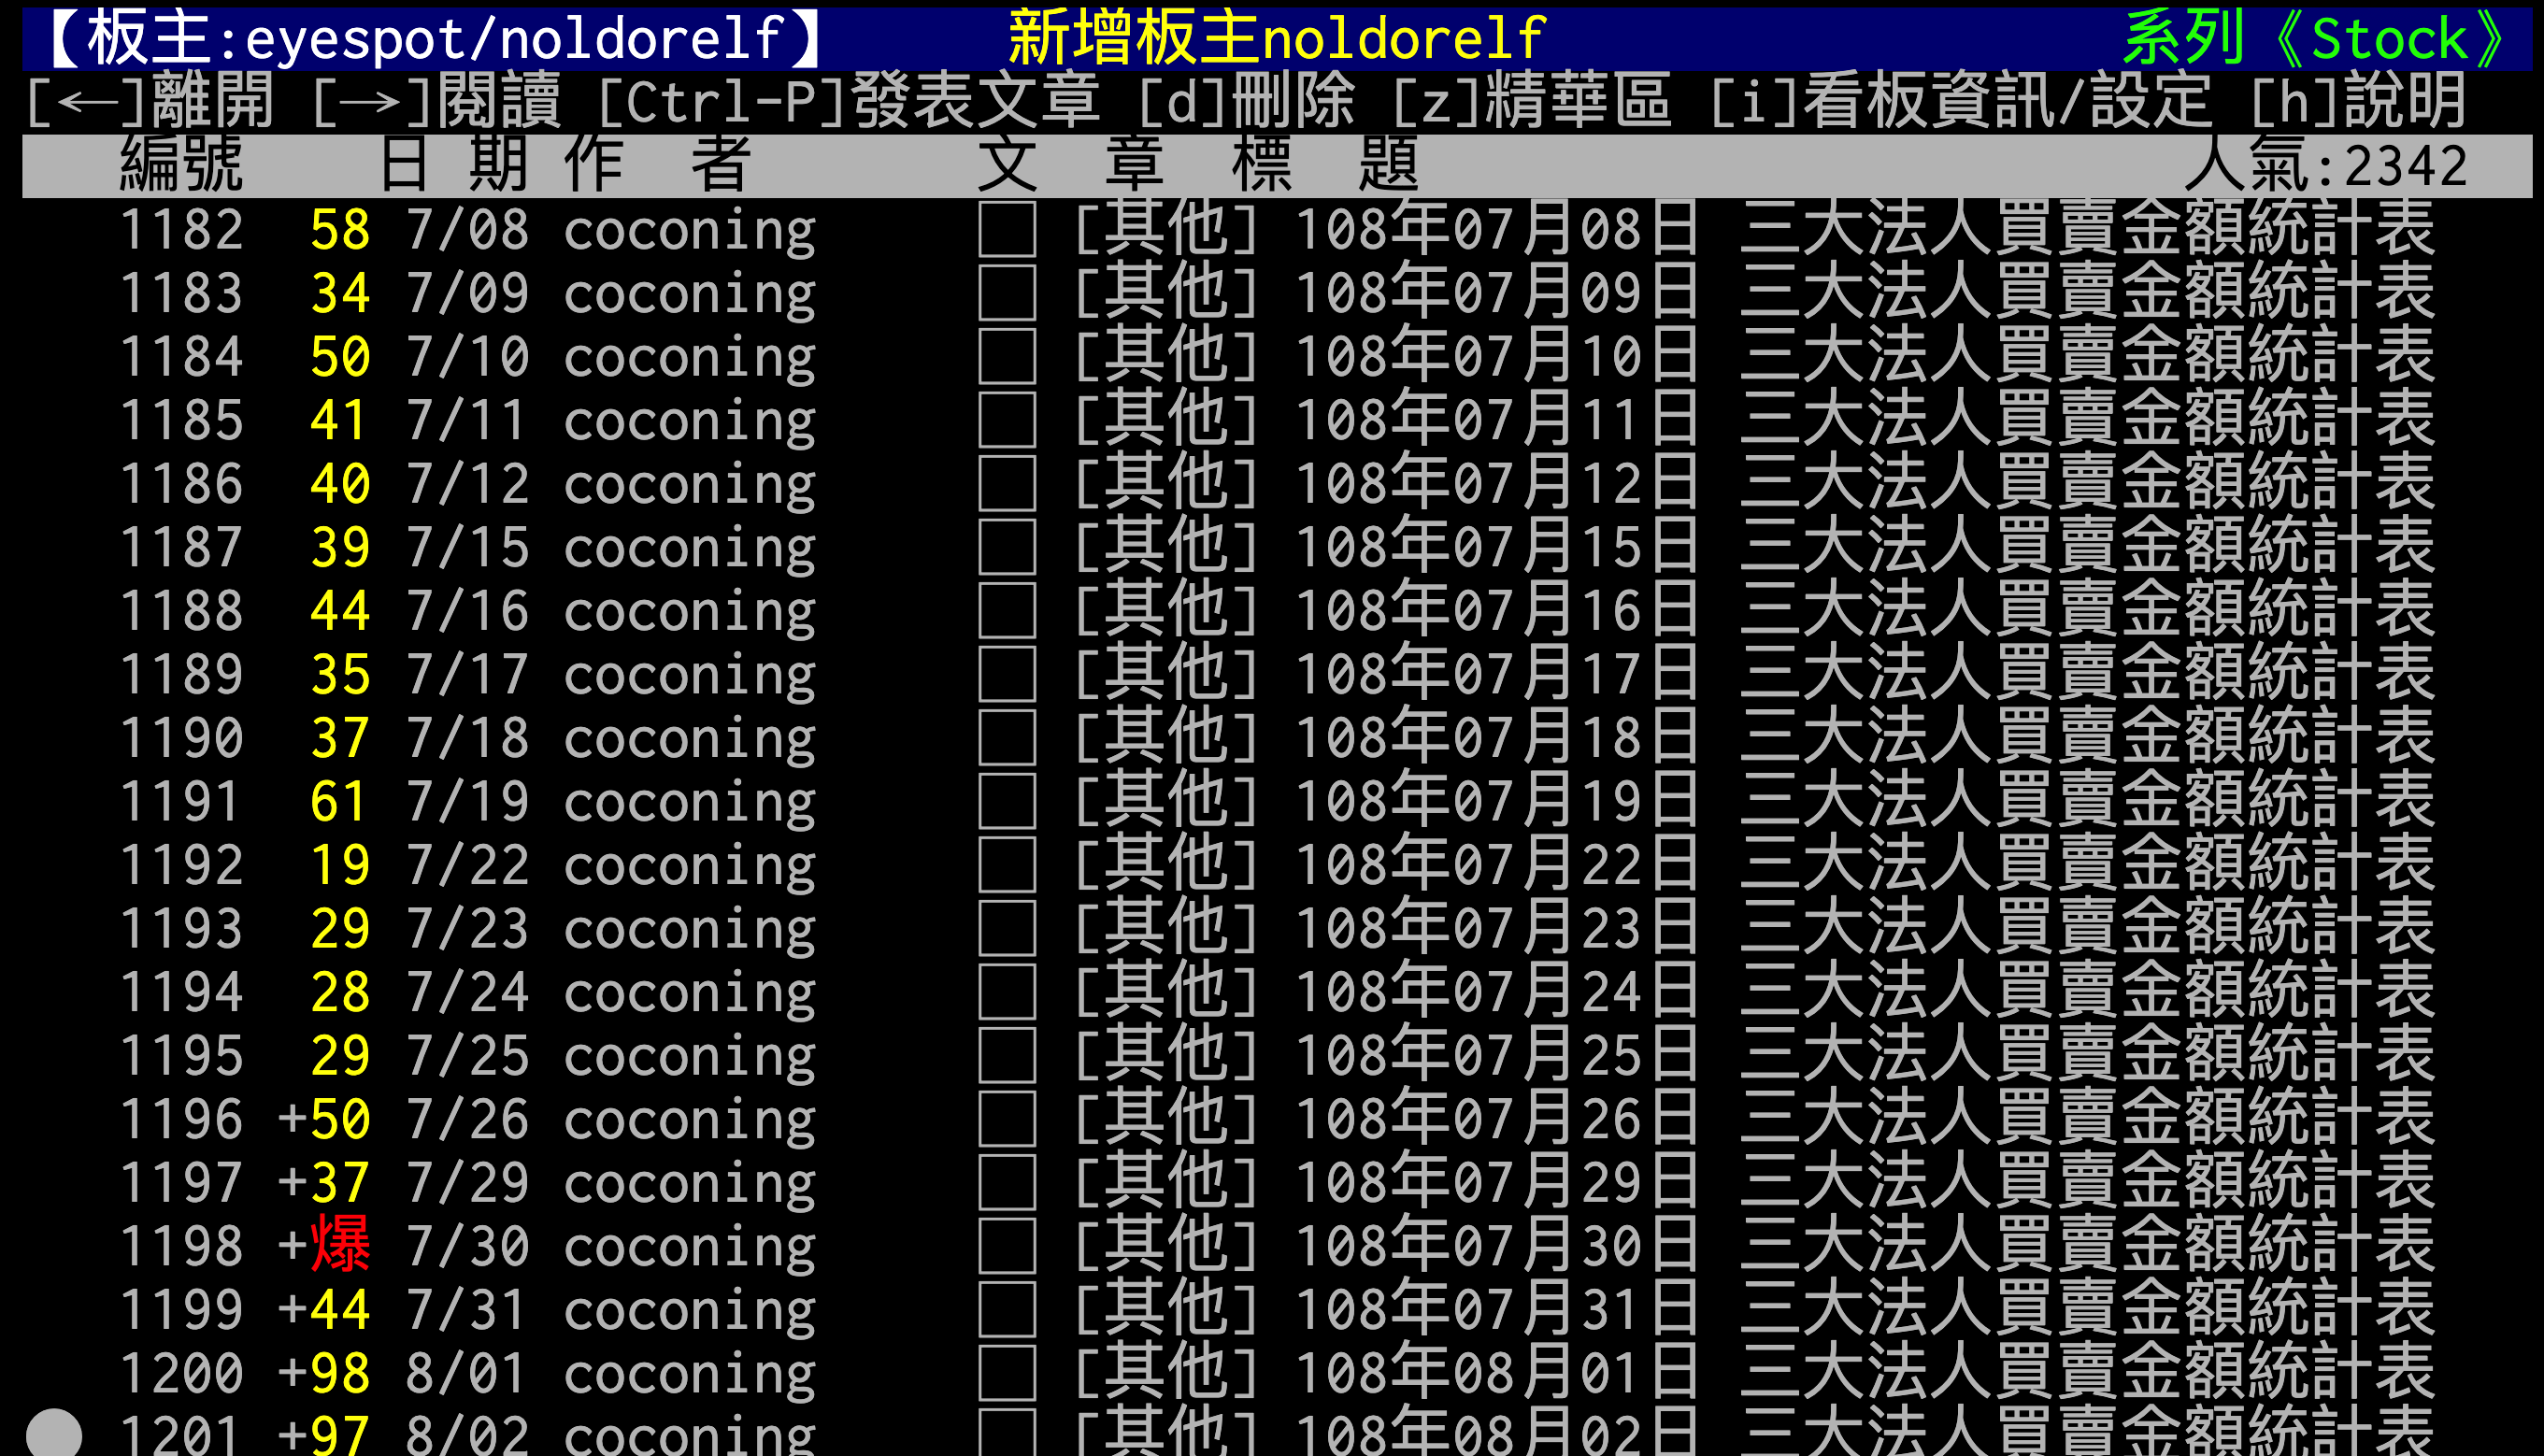 【板主:eyespot/noldorelf】 新增板主noldorelf 系列《Stock》
[←]離開 [→]閱讀 [Ctrl-P]發表文章 [d]刪除 [z]精華區 [i]看板資訊/設定 [h]說明
編號 日 期 作 者 文 章 標 題 人氣:2342
1182 58 7/08 coconing □ [其他] 108年07月08日 三大法人買賣金額統計表
1183 34 7/09 coconing □ [其他] 108年07月09日 三大法人買賣金額統計表
1184 50 7/10 coconing □ [其他] 108年07月10日 三大法人買賣金額統計表
1185 41 7/11 coconing □ [其他] 108年07月11日 三大法人買賣金額統計表
1186 40 7/12 coconing □ [其他] 108年07月12日 三大法人買賣金額統計表
1187 39 7/15 coconing □ [其他] 108年07月15日 三大法人買賣金額統計表
1188 44 7/16 coconing □ [其他] 108年07月16日 三大法人買賣金額統計表
1189 35 7/17 coconing □ [其他] 108年07月17日 三大法人買賣金額統計表
1190 37 7/18 coconing □ [其他] 108年07月18日 三大法人買賣金額統計表
1191 61 7/19 coconing □ [其他] 108年07月19日 三大法人買賣金額統計表
1192 19 7/22 coconing □ [其他] 108年07月22日 三大法人買賣金額統計表
1193 29 7/23 coconing □ [其他] 108年07月23日 三大法人買賣金額統計表
1194 28 7/24 coconing □ [其他] 108年07月24日 三大法人買賣金額統計表
1195 29 7/25 coconing □ [其他] 108年07月25日 三大法人買賣金額統計表
1196 +50 7/26 coconing □ [其他] 108年07月26日 三大法人買賣金額統計表
1197 +37 7/29 coconing □ [其他] 108年07月29日 三大法人買賣金額統計表
1198 +爆 7/30 coconing □ [其他] 108年07月30日 三大法人買賣金額統計表
1199 +44 7/31 coconing □ [其他] 108年07月31日 三大法人買賣金額統計表
1200 +98 8/01 coconing □ [其他] 108年08月01日 三大法人買賣金額統計表
● 1201 +97 8/02 coconing □ [其他] 108年08月02日 三大法人買賣金額統計表